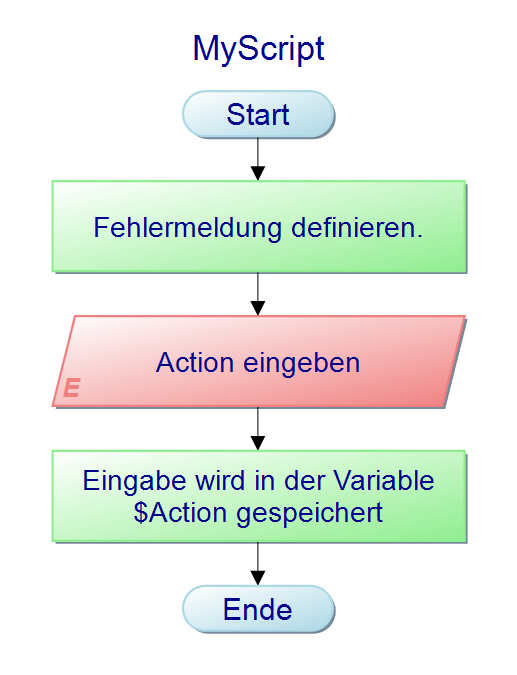 MyScript
Start
Fehlermeldung definieren.
Action eingeben
E
Eingabe wird in der Variable
$Action gespeichert
Ende